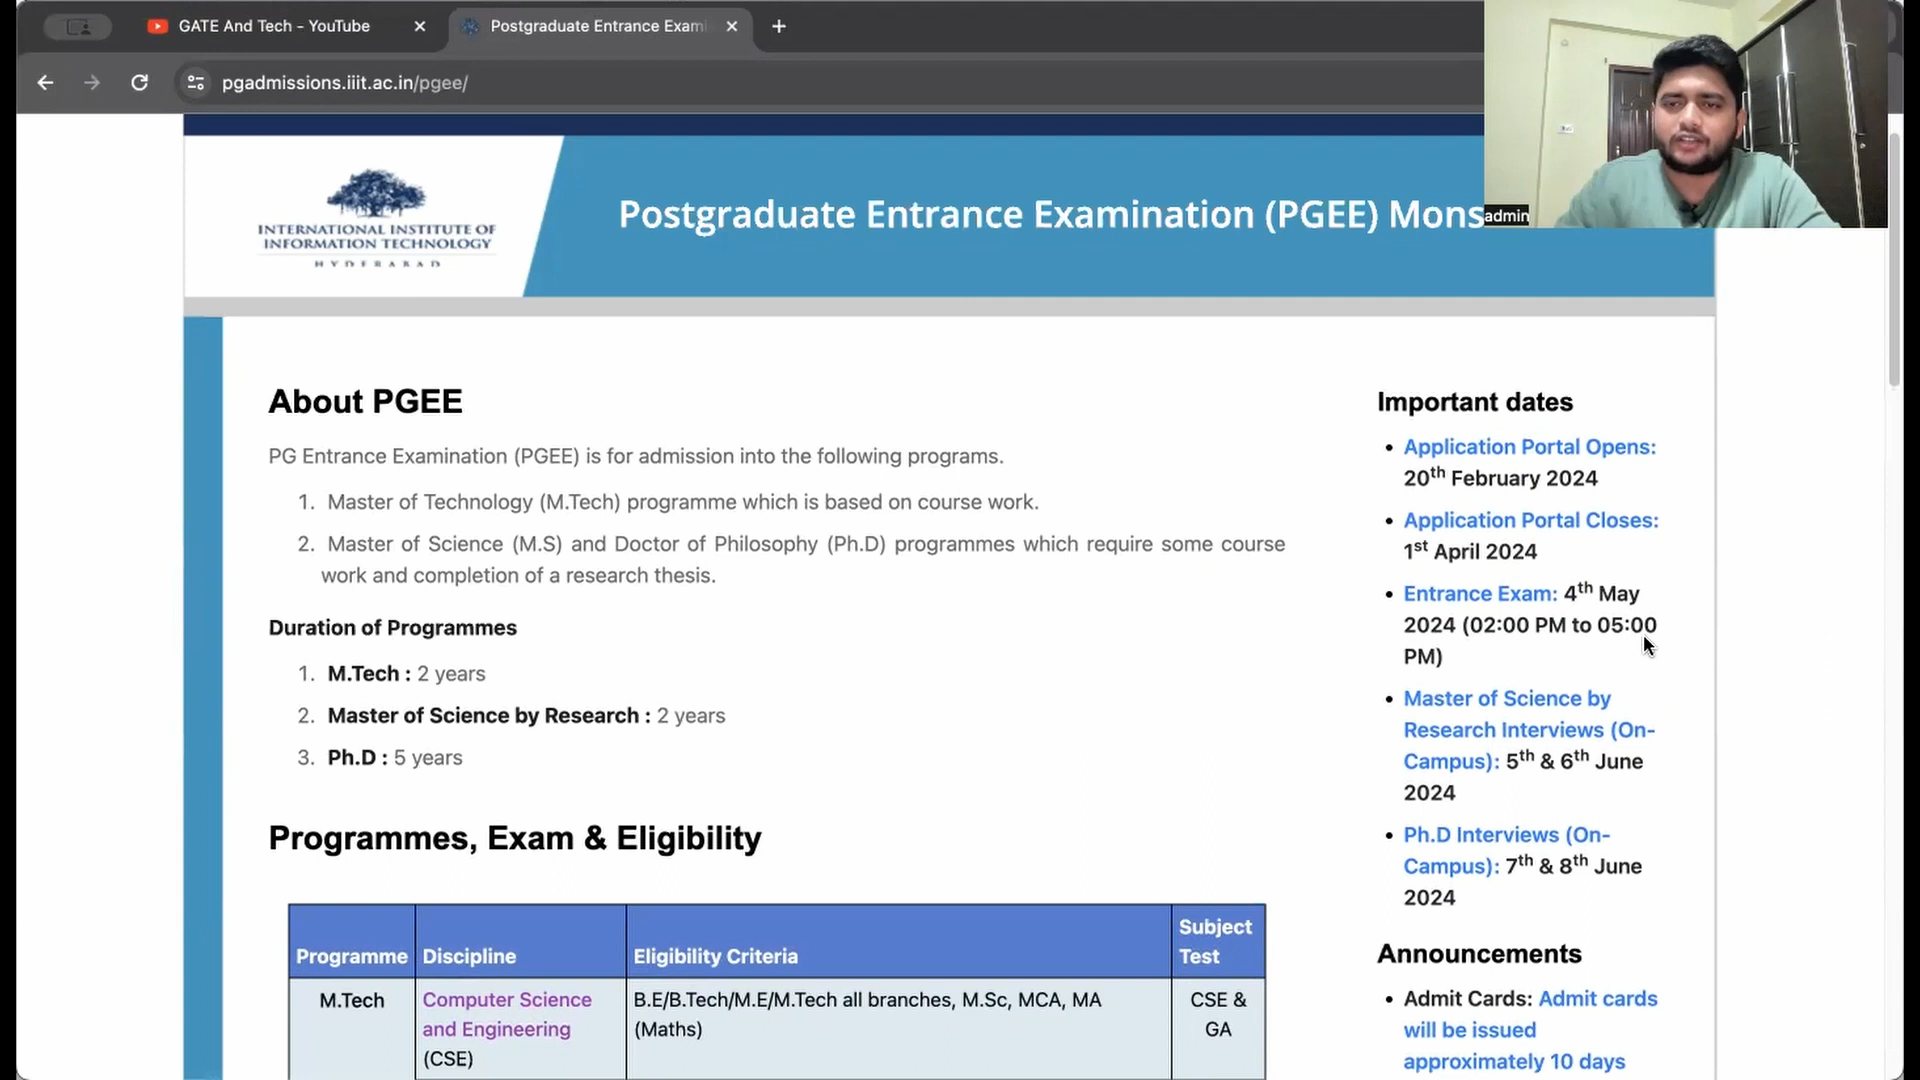 GATE And Tech - YouTube
Postgraduate Entrance Exam
pgadmissions.iiit.ac.in/pgee/
INTERNATIONAL INSTITUTE OF
INFORMATION TECHNOLOGY
HYDERABAD
Postgraduate Entrance Examination (PGEE) Mons
admin
About PGEE
PG Entrance Examination (PGEE) is for admission into the following programs.
1. Master of Technology (M.Tech) programme which is based on course work.
2. Master of Science (M.S) and Doctor of Philosophy (Ph.D) programmes which require some course
work and completion of a research thesis.
Duration of Programmes
1. M.Tech : 2 years
2. Master of Science by Research : 2 years
3. Ph.D : 5 years
Programmes, Exam & Eligibility
Programme Discipline Eligibility Criteria Subject
Test
M.Tech Computer Science B.E/B.Tech/M.E/M.Tech all branches, M.Sc, MCA, MA CSE &
and Engineering (Maths) GA
(CSE)
Important dates
• Application Portal Opens:
20th February 2024
• Application Portal Closes:
1st April 2024
• Entrance Exam: 4th May
2024 (02:00 PM to 05:00
PM)
• Master of Science by
Research Interviews (On-
Campus): 5th & 6th June
2024
• Ph.D Interviews (On-
Campus): 7th & 8th June
2024
Announcements
• Admit Cards: Admit cards
will be issued
approximately 10 days